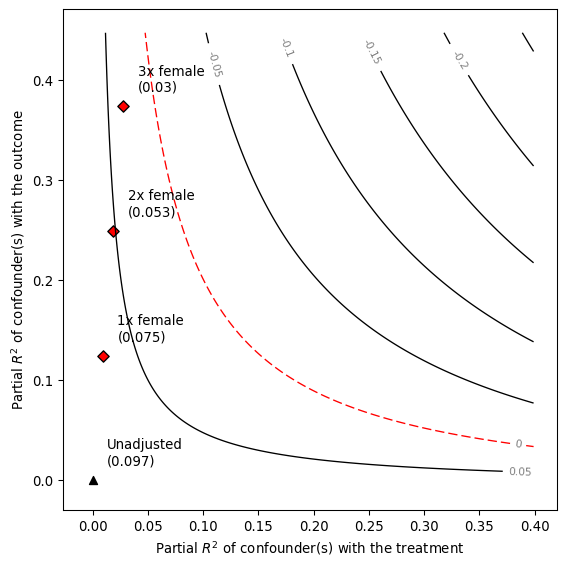 -0.05
-0.1
-0.15
-0.2
3x female
(0.03)
2x female
(0.053)
1x female
(0.075)
Unadjusted
(0.097)
0
0.05
0.4
0.3
0.2
0.1
0.0
0.00 0.05 0.10 0.15 0.20 0.25 0.30 0.35 0.40
Partial R² of confounder(s) with the treatment
Partial R² of confounder(s) with the outcome